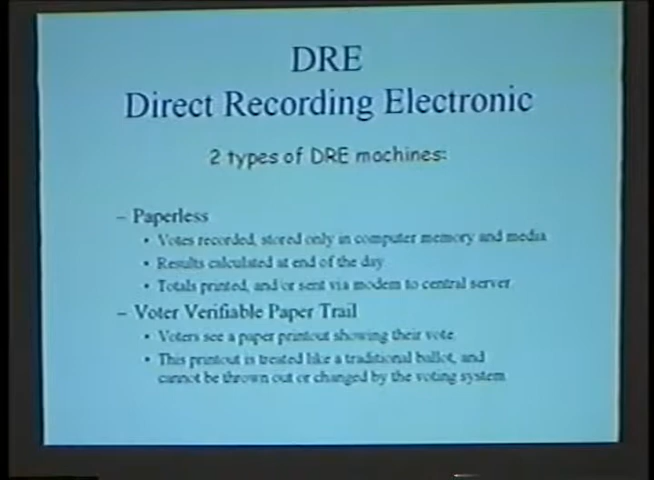 DRE
Direct Recording Electronic
2 types of DRE machines:
– Paperless
• Votes recorded, stored only in computer memory and media
• Results calculated at end of the day
• Totals printed, and/or sent via modem to central server
– Voter Verifiable Paper Trail
• Voters see a paper printout showing their vote
• This printout is treated like a traditional ballot, and
cannot be thrown out or changed by the voting system